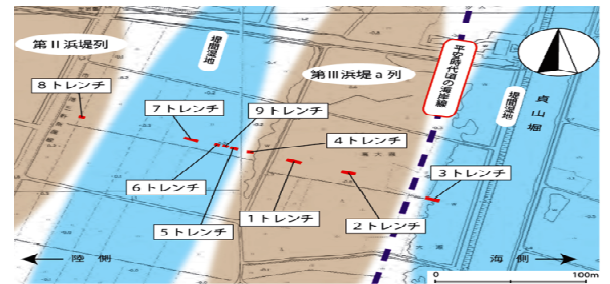 第Ⅱ浜堤列
堤間湿地
第Ⅲ浜堤a列
平安時代頃の海岸線
堤間湿地
貞山堀
8トレンチ
7トレンチ
9トレンチ
4トレンチ
3トレンチ
6トレンチ
5トレンチ
1トレンチ
2トレンチ
陸側
海側
0
100m